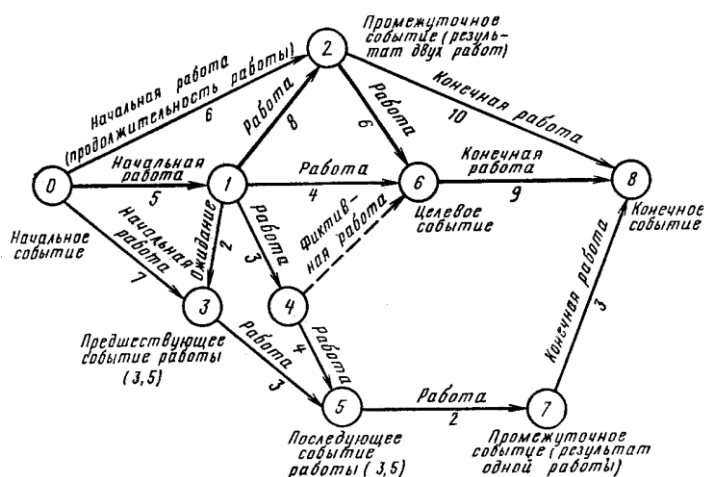 Промежуточное
событие (резуль-
тат двух работ)
2
Начальная работа
(продолжительность работы)
6
Работа
8
Работа
6
Конечная работа
10
0
Начальная
работа
5
1
Работа
4
6
Конечная
работа
9
8
Начальное
событие
Целевое
событие
Конечное
событие
Начальная
работа
7
Ожидание
2
Работа
3
Фиктив-
ная работа
3
4
Предшествующее
событие работы
(3,5)
Работа
3
Работа
4
Конечная работа
3
5
Работа
2
7
Последующее
событие
работы (3,5)
Промежуточное
событие (результат
одной работы)